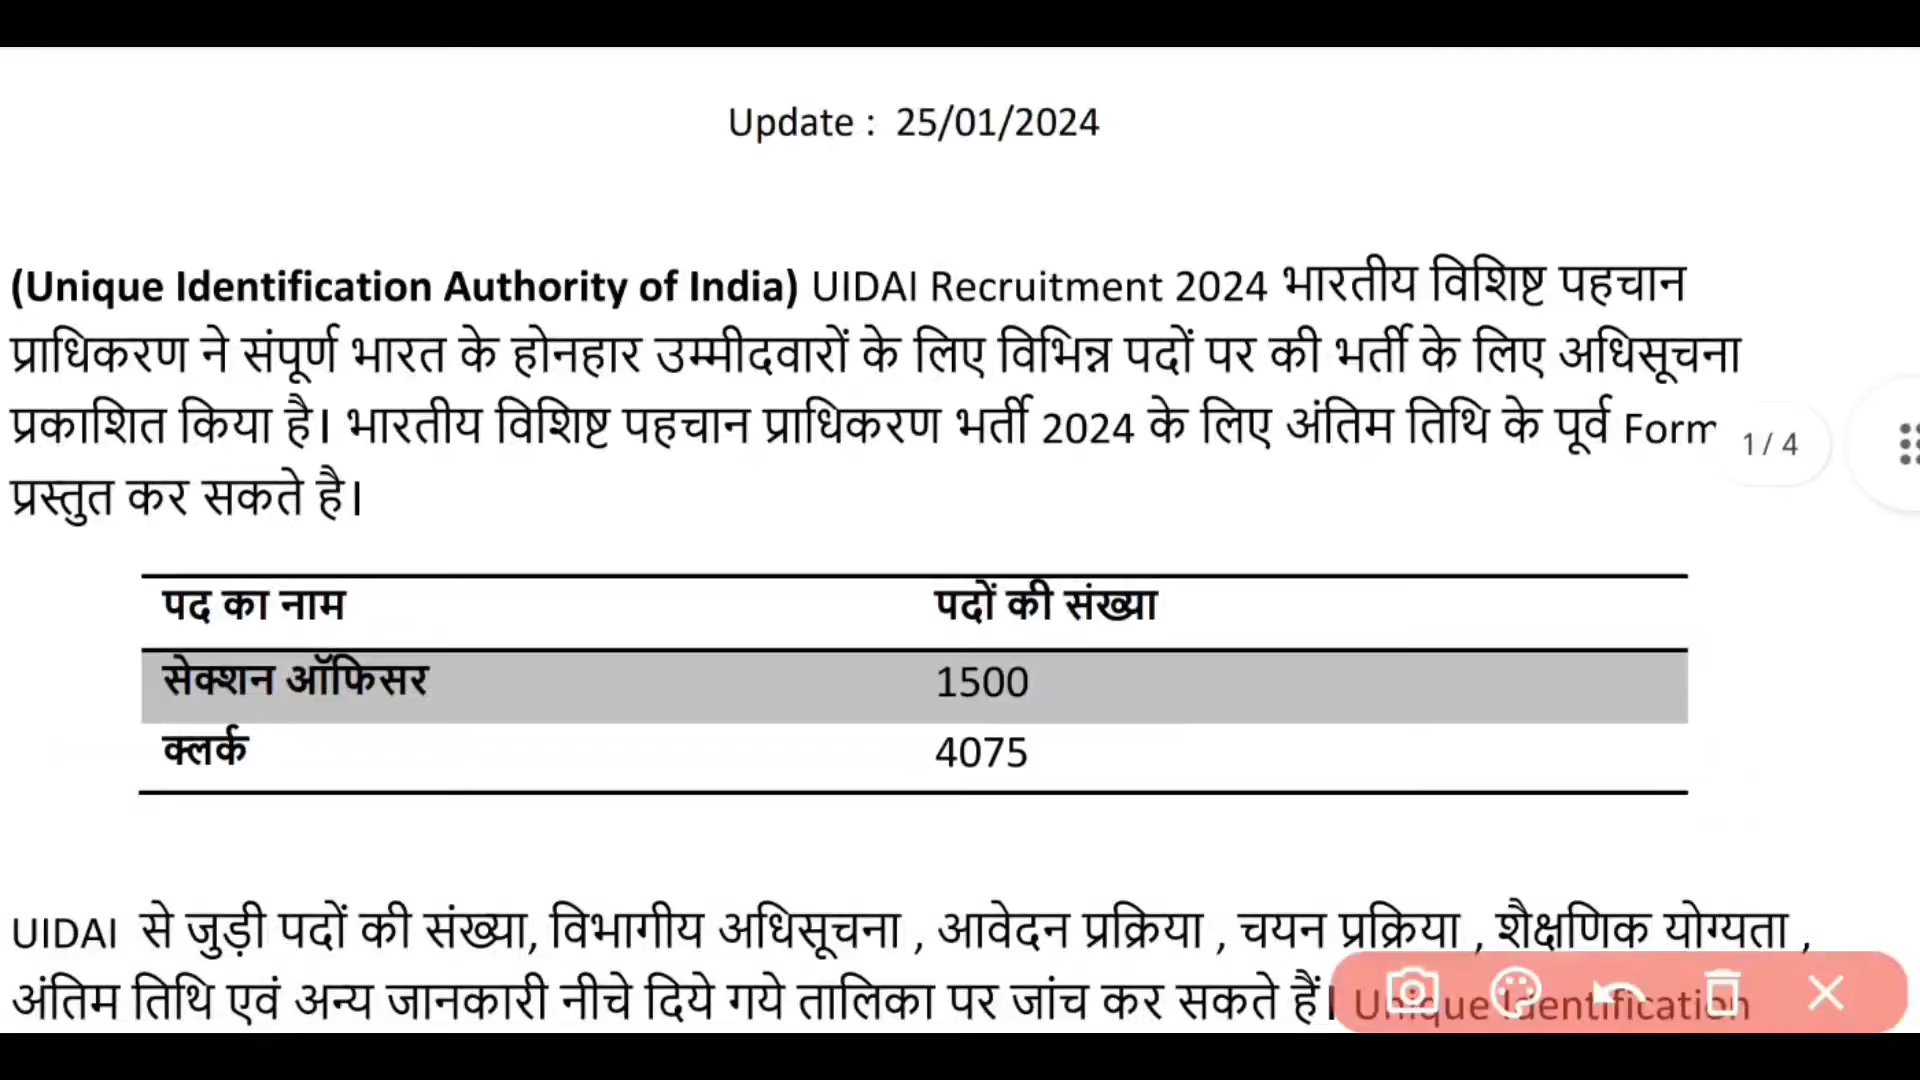 Update : 25/01/2024
(Unique Identification Authority of India) UIDAI Recruitment 2024 भारतीय विशिष्ट पहचान
प्राधिकरण ने संपूर्ण भारत के होनहार उम्मीदवारों के लिए विभिन्न पदों पर की भर्ती के लिए अधिसूचना
प्रकाशित किया है। भारतीय विशिष्ट पहचान प्राधिकरण भर्ती 2024 के लिए अंतिम तिथि के पूर्व Form
1 / 4
प्रस्तुत कर सकते है।
पद का नाम पदों की संख्या
सेक्शन ऑफिसर 1500
क्लर्क 4075
UIDAI से जुड़ी पदों की संख्या, विभागीय अधिसूचना , आवेदन प्रक्रिया , चयन प्रक्रिया , शैक्षणिक योग्यता ,
अंतिम तिथि एवं अन्य जानकारी नीचे दिये गये तालिका पर जांच कर सकते हैं। Unique Identification